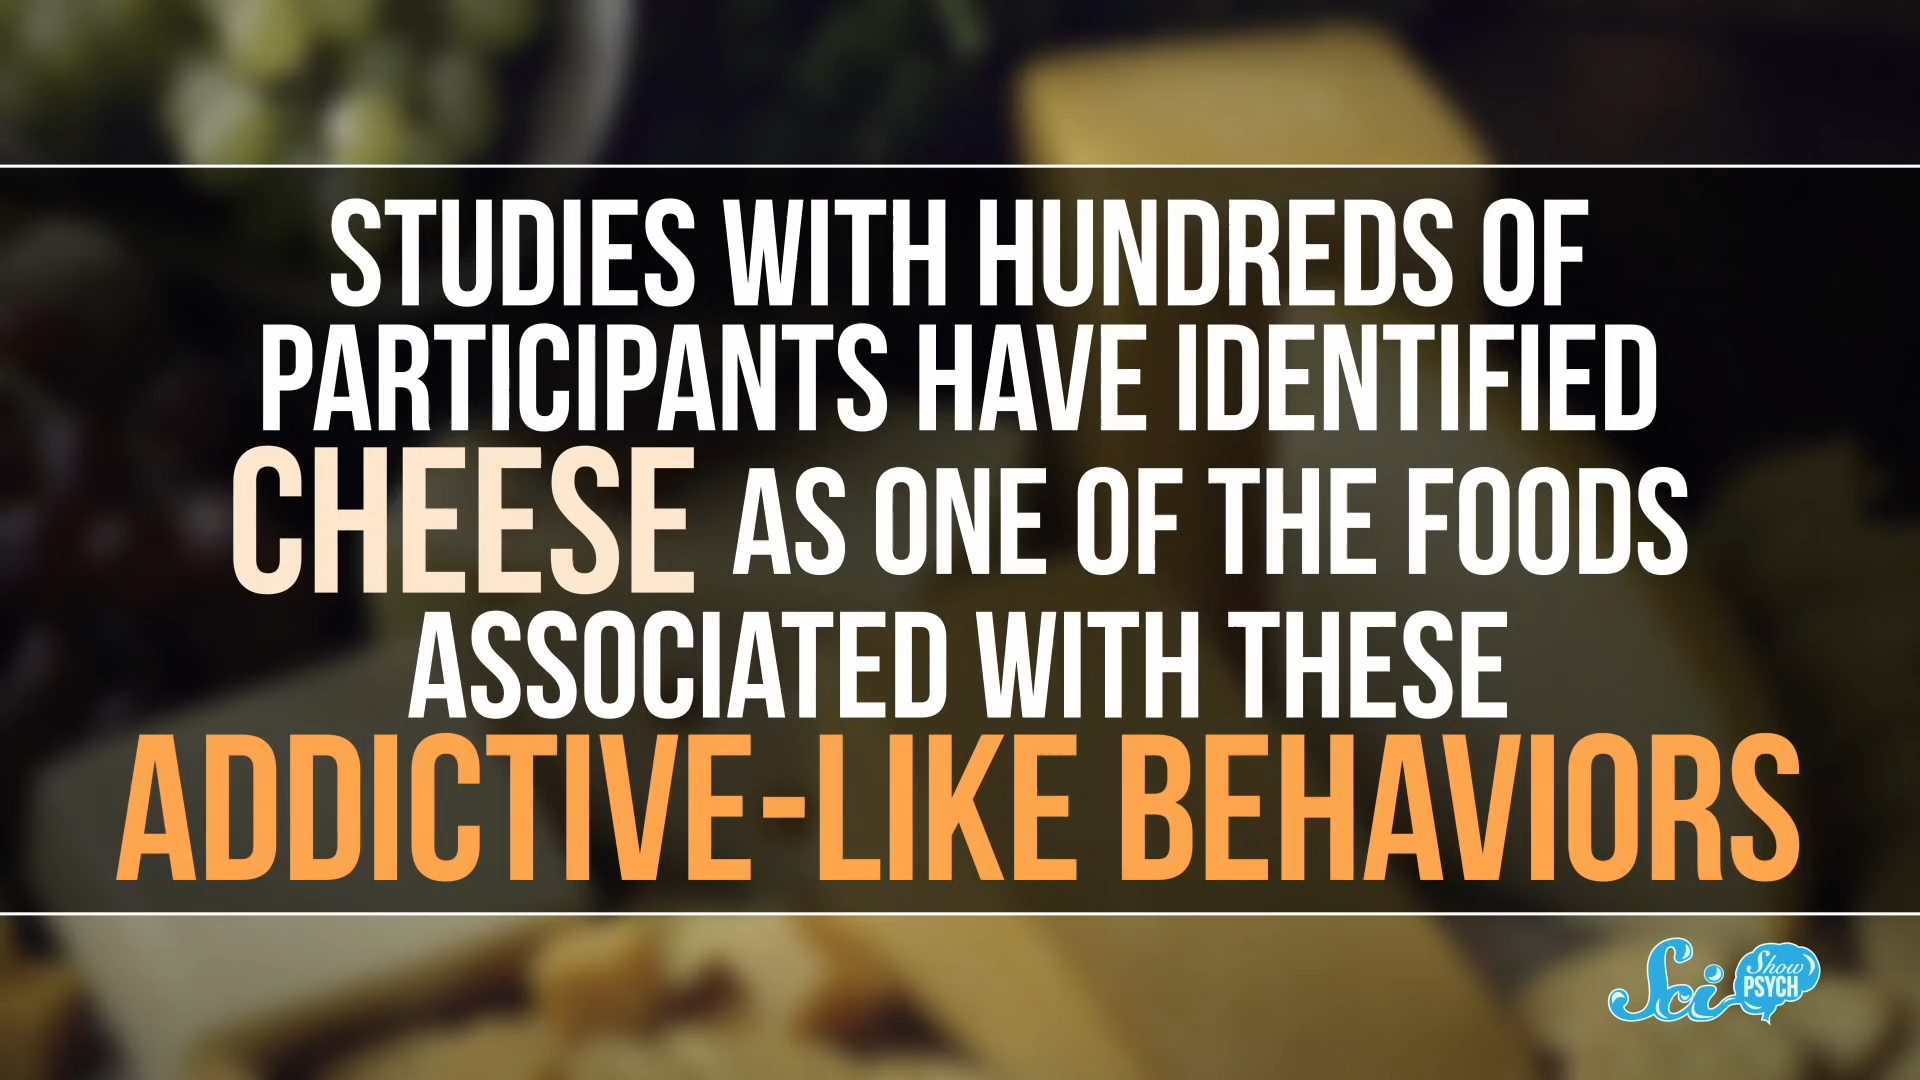 STUDIES WITH HUNDREDS OF
PARTICIPANTS HAVE IDENTIFIED
CHEESE AS ONE OF THE FOODS
ASSOCIATED WITH THESE
ADDICTIVE-LIKE BEHAVIORS
Sci Show
PSYCH